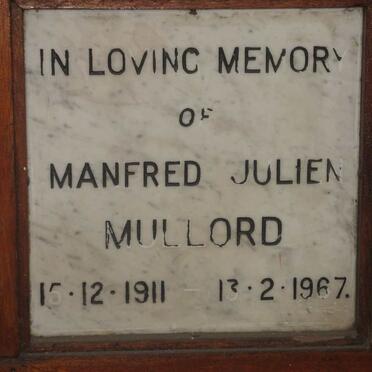 IN LOVING MEMORY
OF
MANFRED JULIEN
MULLORD
15·12·1911 – 13·2·1967.